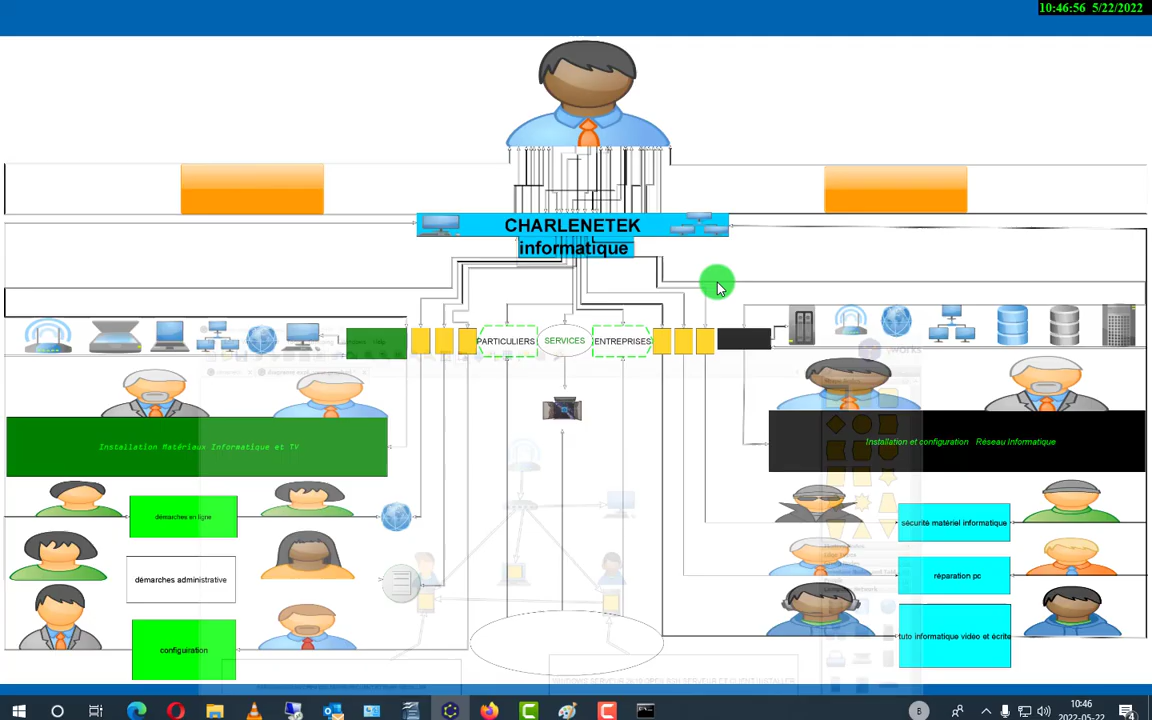 10:46:56 5/22/2022
CHARLENETEK
informatique
PARTICULIERS
SERVICES
ENTREPRISES
Installation Matériaux Informatique et TV
Installation et configuration Réseau Informatique
démarches en ligne
démarches administrative
configuiration
sécurité matériel informatique
réparation pc
tuto informatique vidéo et écrite
10:46
2022-05-22